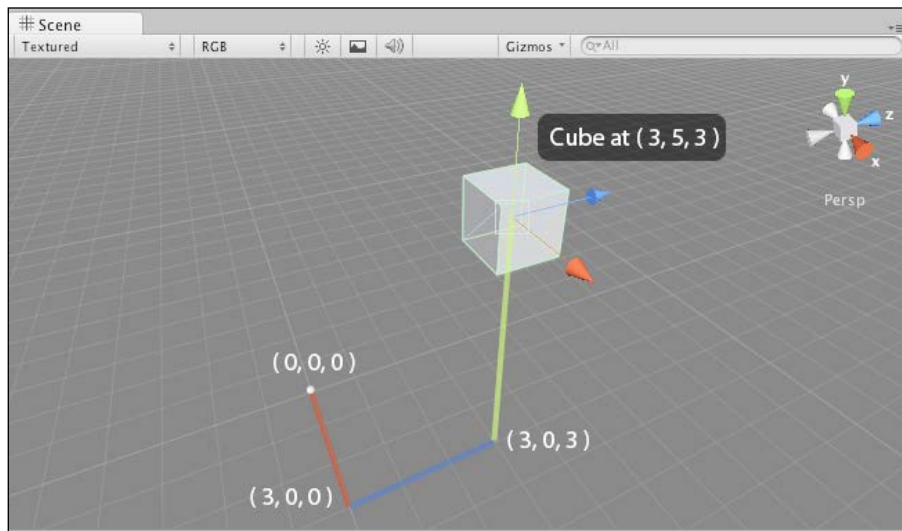 Scene
Textured RGB Gizmos All
y
Cube at ( 3, 5, 3 )
z
x
Persp
( 0, 0, 0 )
( 3, 0, 3 )
( 3, 0, 0 )